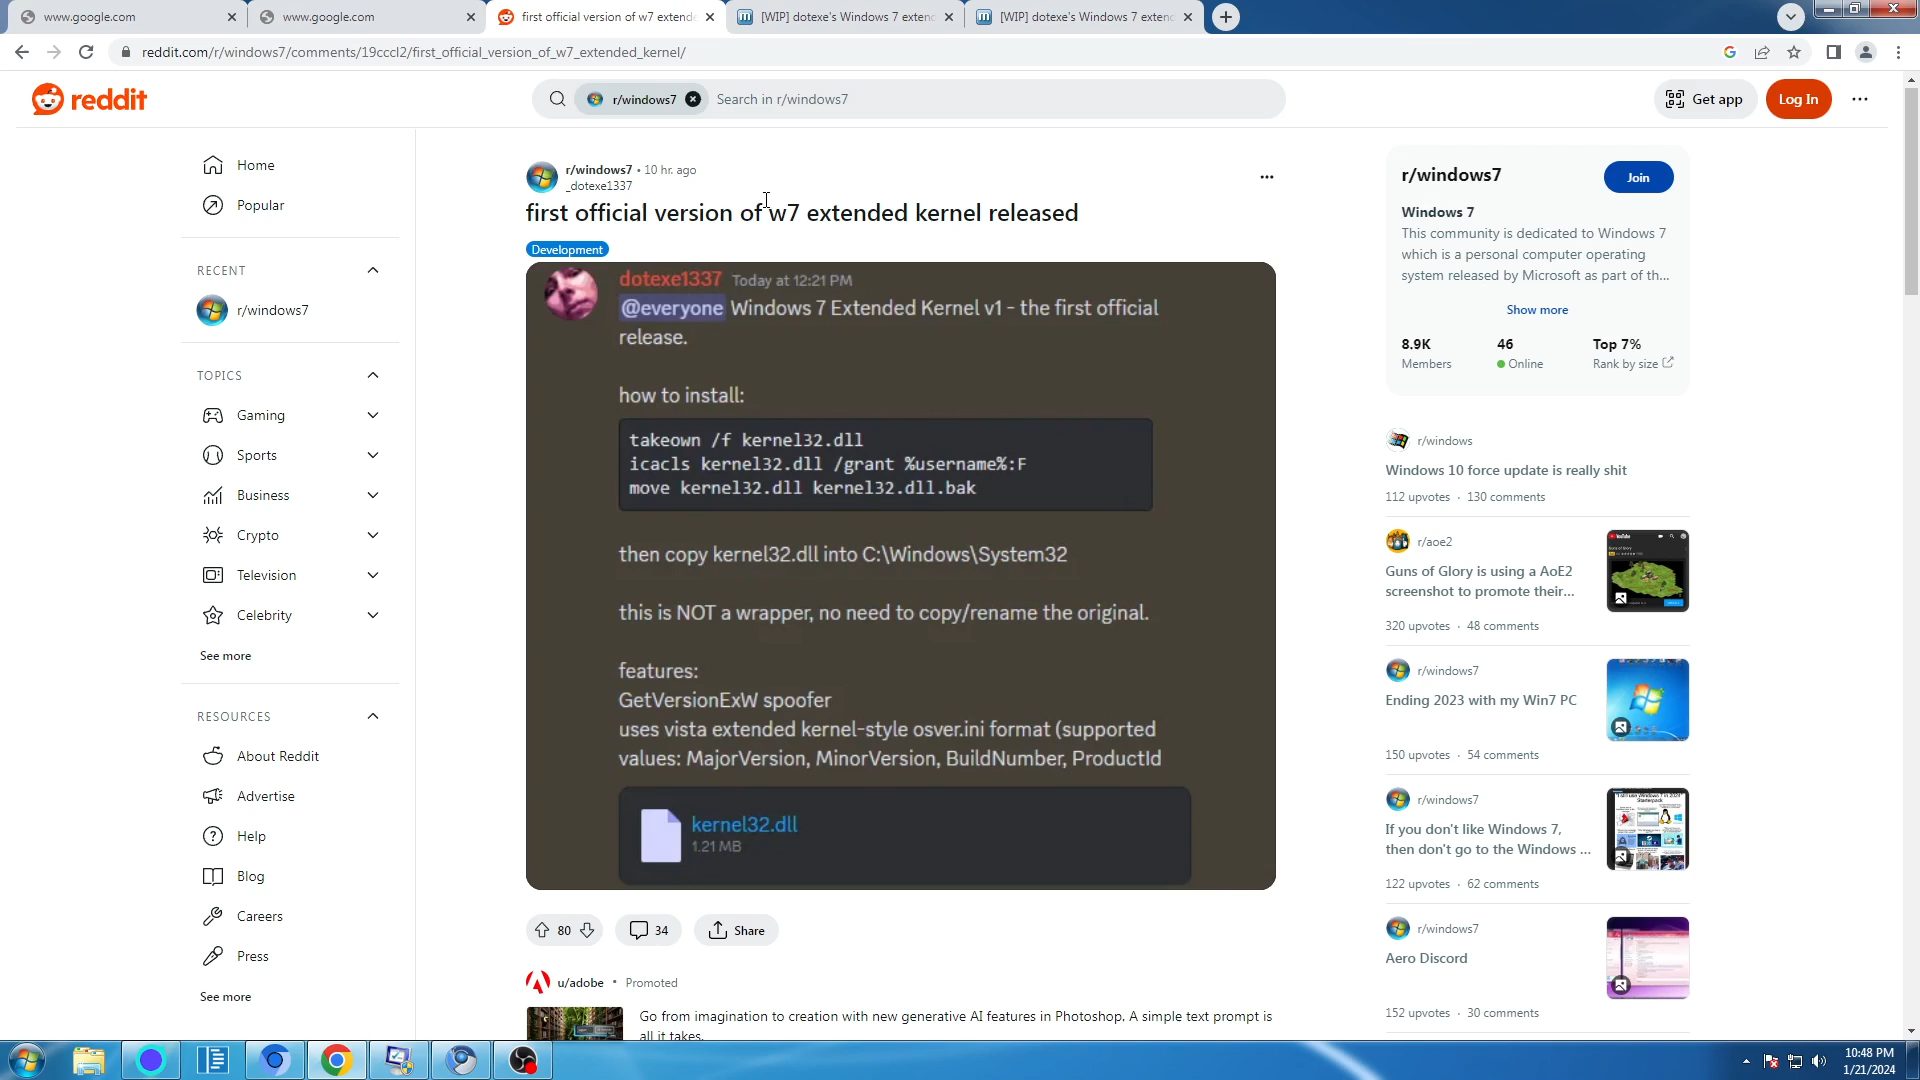 www.google.com
www.google.com
first official version of w7 extende
[WIP] dotexe's Windows 7 extenc
[WIP] dotexe's Windows 7 extenc
reddit.com/r/windows7/comments/19cccl2/first_official_version_of_w7_extended_kernel/
reddit
r/windows7
Search in r/windows7
Get app
Log In
Home
Popular
RECENT
r/windows7
TOPICS
Gaming
Sports
Business
Crypto
Television
Celebrity
See more
RESOURCES
About Reddit
Advertise
Help
Blog
Careers
Press
See more
r/windows7 • 10 hr. ago
_dotexe1337
first official version of w7 extended kernel released
Development
dotexe1337 Today at 12:21 PM
@everyone Windows 7 Extended Kernel v1 - the first official
release.
how to install:
takeown /f kernel32.dll
icacls kernel32.dll /grant %username%:F
move kernel32.dll kernel32.dll.bak
then copy kernel32.dll into C:\Windows\System32
this is NOT a wrapper, no need to copy/rename the original.
features:
GetVersionExW spoofer
uses vista extended kernel-style osver.ini format (supported
values: MajorVersion, MinorVersion, BuildNumber, ProductId
kernel32.dll
1.21 MB
80
34
Share
u/adobe • Promoted
Go from imagination to creation with new generative AI features in Photoshop. A simple text prompt is
all it takes.
r/windows7
Join
Windows 7
This community is dedicated to Windows 7
which is a personal computer operating
system released by Microsoft as part of th...
Show more
8.9K
Members
46
Online
Top 7%
Rank by size
r/windows
Windows 10 force update is really shit
112 upvotes · 130 comments
r/aoe2
Guns of Glory is using a AoE2
screenshot to promote their...
320 upvotes · 48 comments
r/windows7
Ending 2023 with my Win7 PC
150 upvotes · 54 comments
r/windows7
If you don't like Windows 7,
then don't go to the Windows ...
122 upvotes · 62 comments
r/windows7
Aero Discord
152 upvotes · 30 comments
10:48 PM
1/21/2024